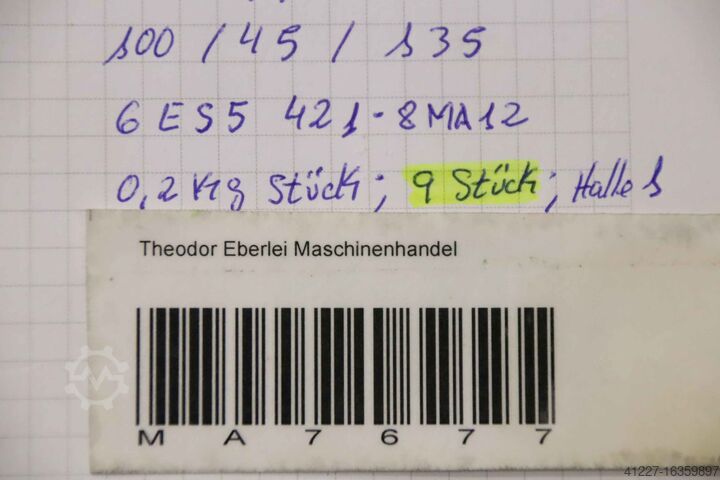 100 / 45 / 135
6ES5 421-8MA12
0,2 Kg Stück; 9 Stück; Halle 1
Theodor Eberlei Maschinenhandel
MA7677
41227-16359897